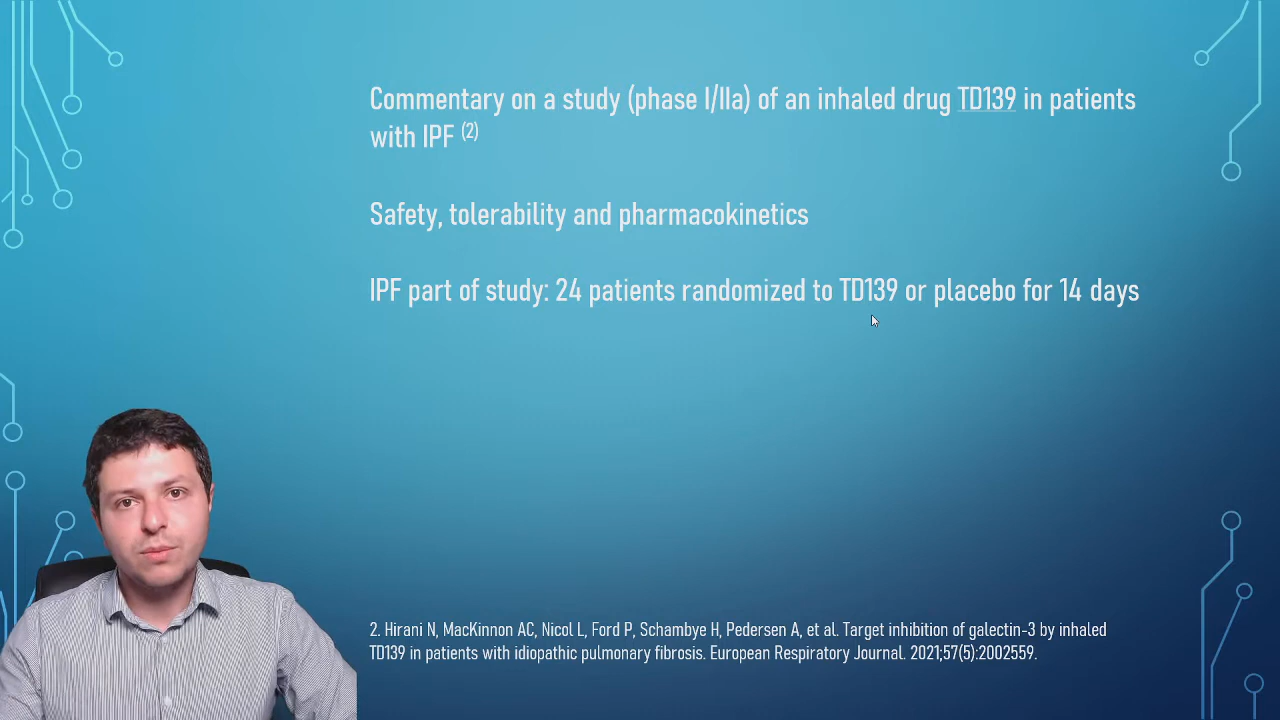 Commentary on a study (phase I/IIa) of an inhaled drug TD139 in patients
with IPF (2)
Safety, tolerability and pharmacokinetics
IPF part of study: 24 patients randomized to TD139 or placebo for 14 days
2. Hirani N, MacKinnon AC, Nicol L, Ford P, Schambye H, Pedersen A, et al. Target inhibition of galectin-3 by inhaled
TD139 in patients with idiopathic pulmonary fibrosis. European Respiratory Journal. 2021;57(5):2002559.